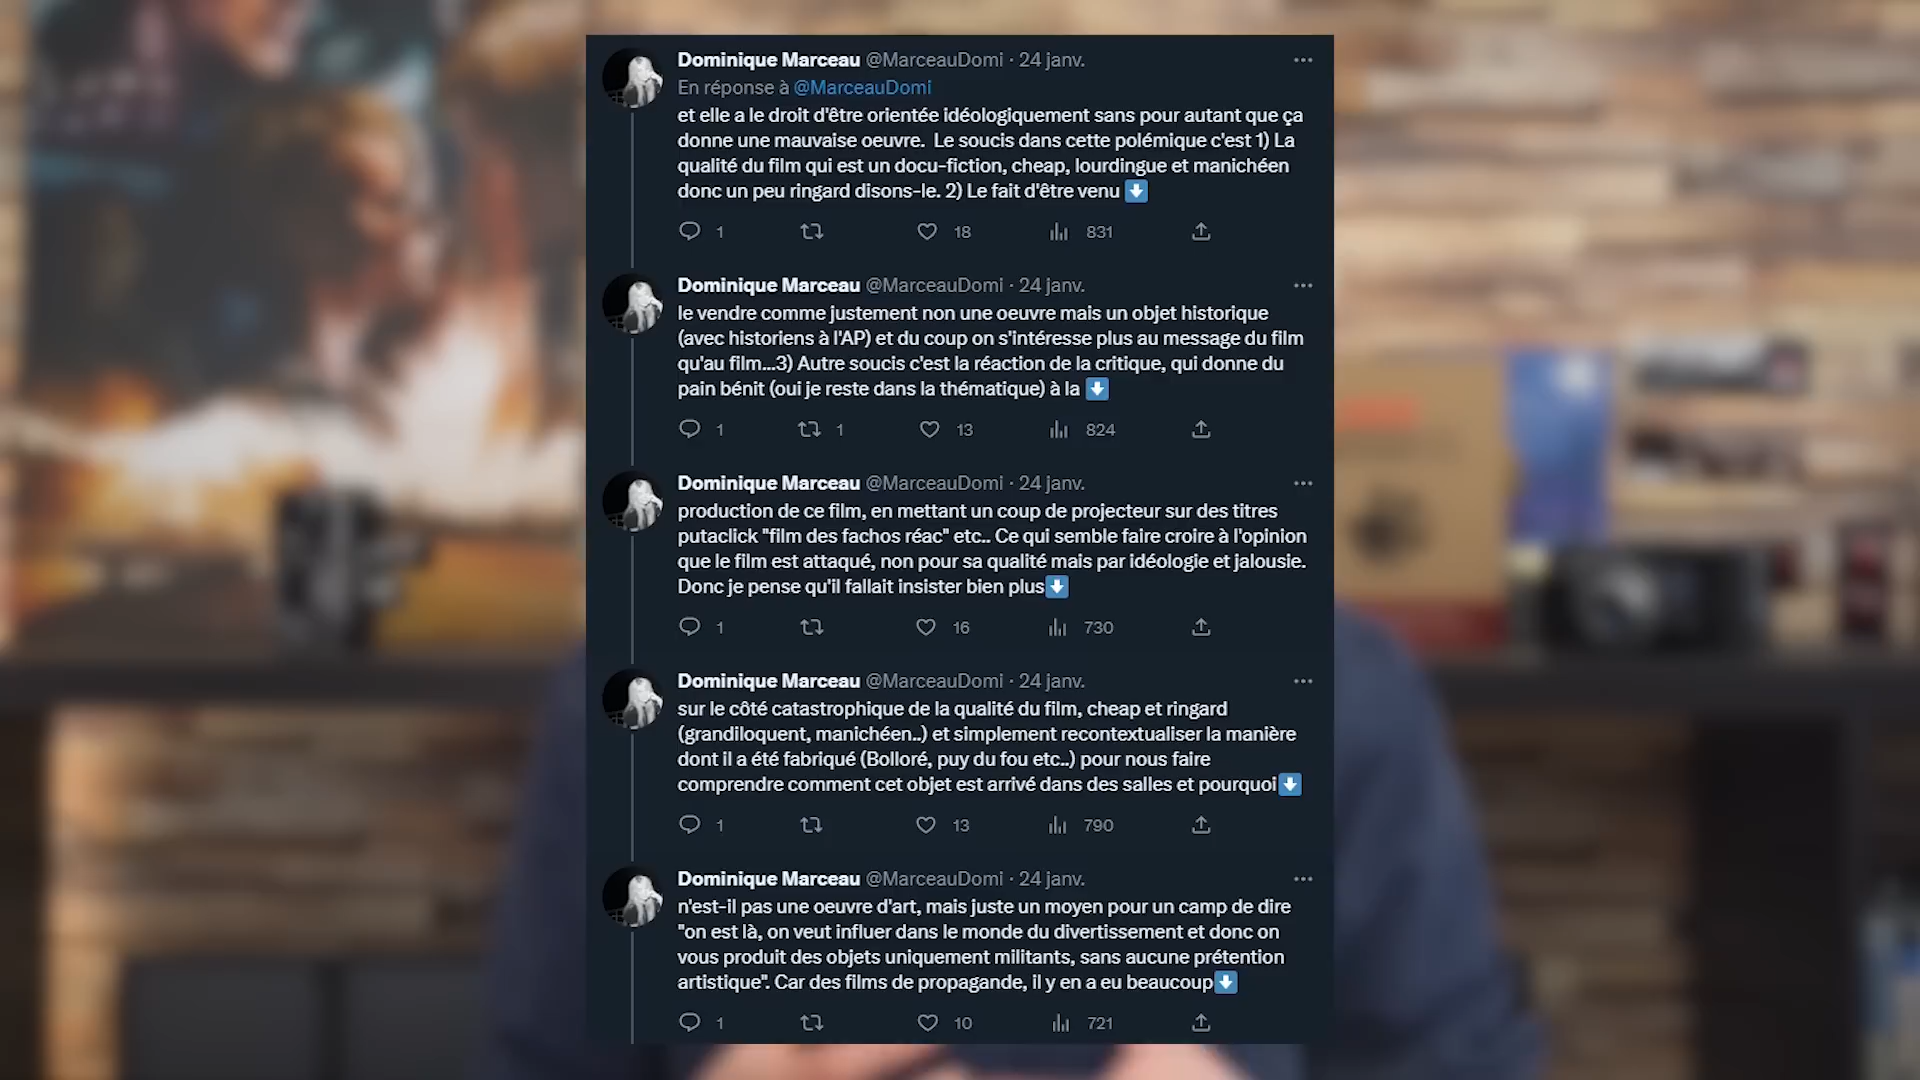 Dominique Marceau @MarceauDomi · 24 janv.
En réponse à @MarceauDomi
et elle a le droit d'être orientée idéologiquement sans pour autant que ça
donne une mauvaise oeuvre.  Le soucis dans cette polémique c'est 1) La
qualité du film qui est un docu-fiction, cheap, lourdingue et manichéen
donc un peu ringard disons-le. 2) Le fait d'être venu ⬇
1 18 831
Dominique Marceau @MarceauDomi · 24 janv.
le vendre comme justement non une oeuvre mais un objet historique
(avec historiens à l'AP) et du coup on s'intéresse plus au message du film
qu'au film...3) Autre soucis c'est la réaction de la critique, qui donne du
pain bénit (oui je reste dans la thématique) à la ⬇
1 1 13 824
Dominique Marceau @MarceauDomi · 24 janv.
production de ce film, en mettant un coup de projecteur sur des titres
putaclick "film des fachos réac" etc.. Ce qui semble faire croire à l'opinion
que le film est attaqué, non pour sa qualité mais par idéologie et jalousie.
Donc je pense qu'il fallait insister bien plus⬇
1 16 730
Dominique Marceau @MarceauDomi · 24 janv.
sur le côté catastrophique de la qualité du film, cheap et ringard
(grandiloquent, manichéen..) et simplement recontextualiser la manière
dont il a été fabriqué (Bolloré, puy du fou etc..) pour nous faire
comprendre comment cet objet est arrivé dans des salles et pourquoi⬇
1 13 790
Dominique Marceau @MarceauDomi · 24 janv.
n'est-il pas une oeuvre d'art, mais juste un moyen pour un camp de dire
"on est là, on veut influer dans le monde du divertissement et donc on
vous produit des objets uniquement militants, sans aucune prétention
artistique". Car des films de propagande, il y en a eu beaucoup⬇
1 10 721